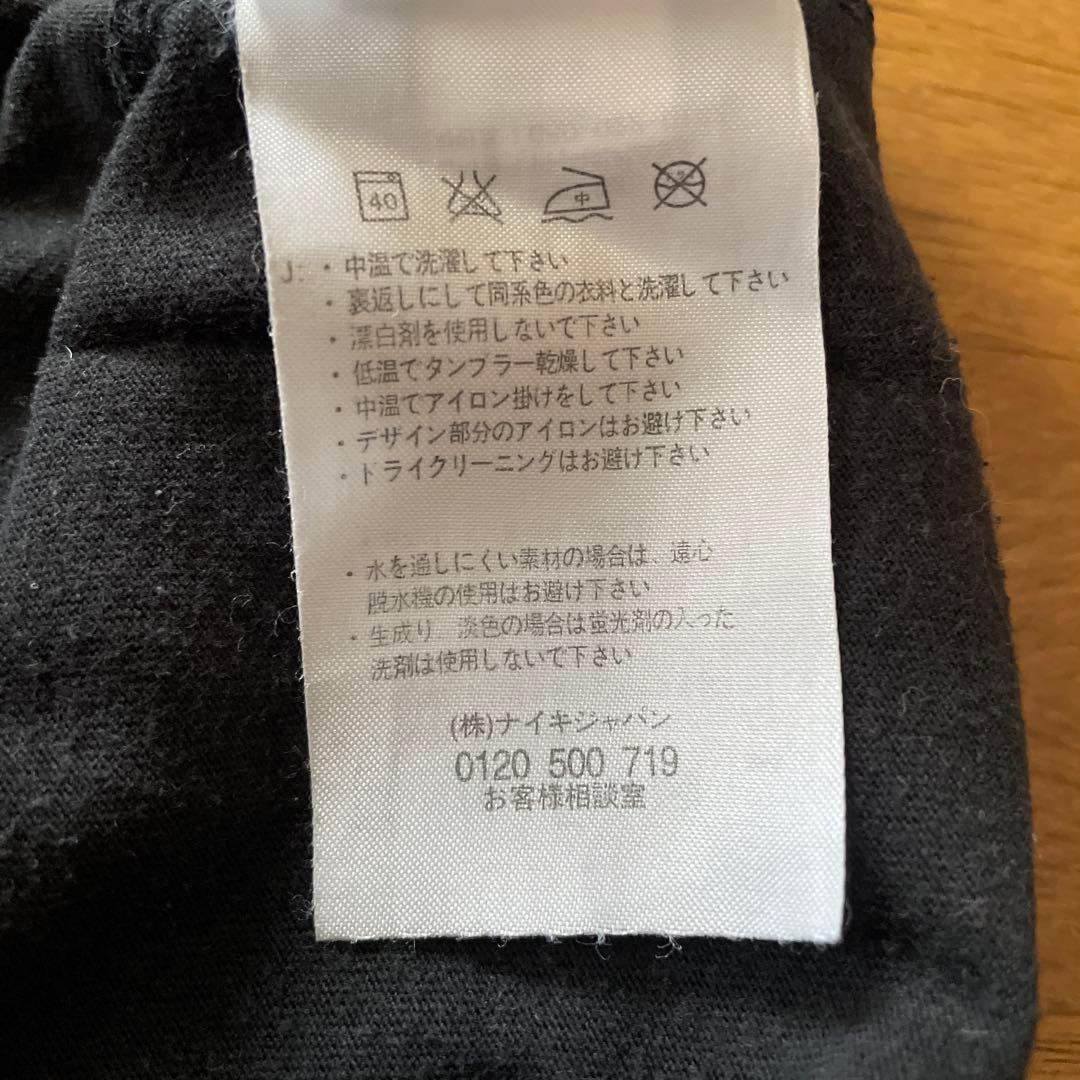 40 中
J: ・中温で洗濯して下さい
・裏返しにして同系色の衣料と洗濯して下さい
・漂白剤を使用しないで下さい
・低温でタンブラー乾燥して下さい
・中温でアイロン掛けをして下さい
・デザイン部分のアイロンはお避け下さい
・ドライクリーニングはお避け下さい
・水を通しにくい素材の場合は、遠心
脱水機の使用はお避け下さい
・生成り 淡色の場合は蛍光剤の入った
洗剤は使用しないで下さい
(株)ナイキジャパン
0120 500 719
お客様相談室